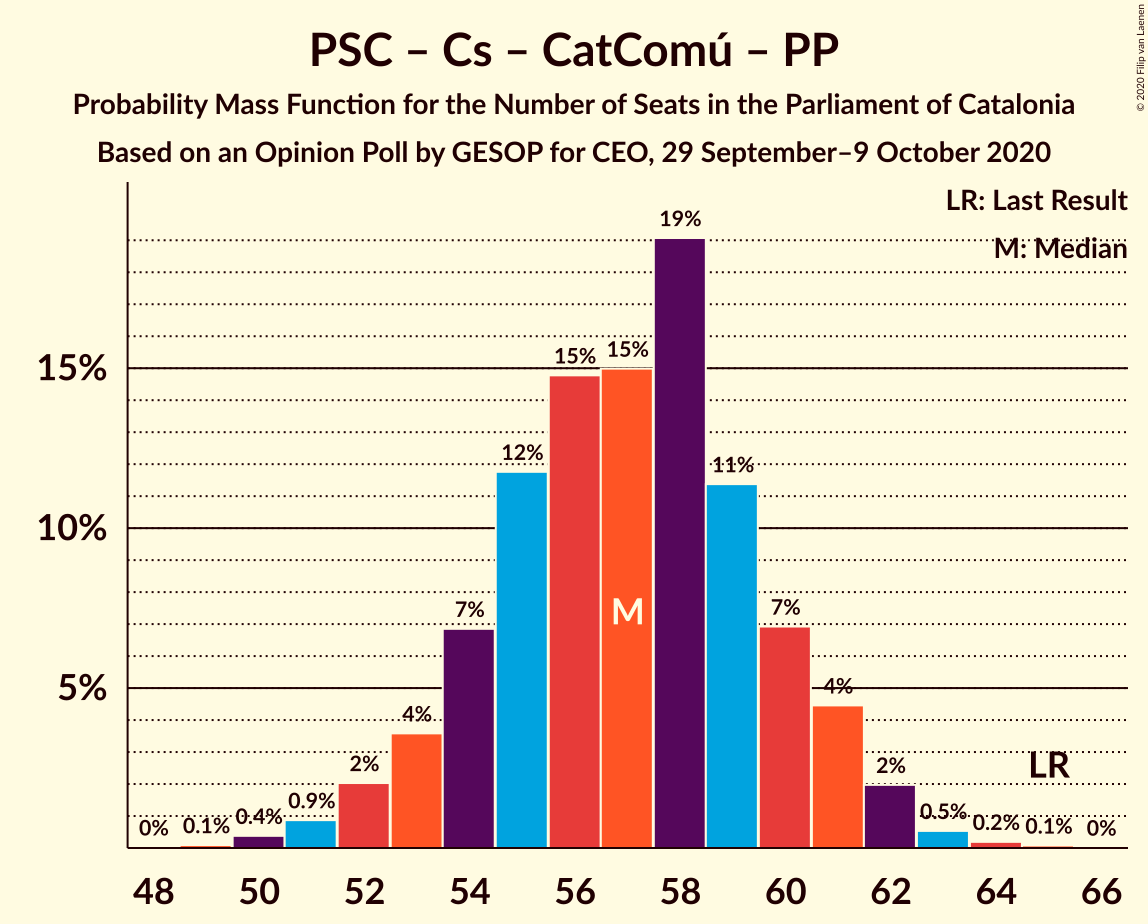 © 2020 Filip van Laenen
PSC – Cs – CatComú – PP
Probability Mass Function for the Number of Seats in the Parliament of Catalonia
Based on an Opinion Poll by GESOP for CEO, 29 September–9 October 2020
LR: Last Result
M: Median
19%
15% 15%
15%
12% 11%
10%
7% 7%
M
5%
4% 4%
2% 2%
LR
0% 0.1% 0.4% 0.9% 0.5% 0.2% 0.1% 0%
48 50 52 54 56 58 60 62 64 66